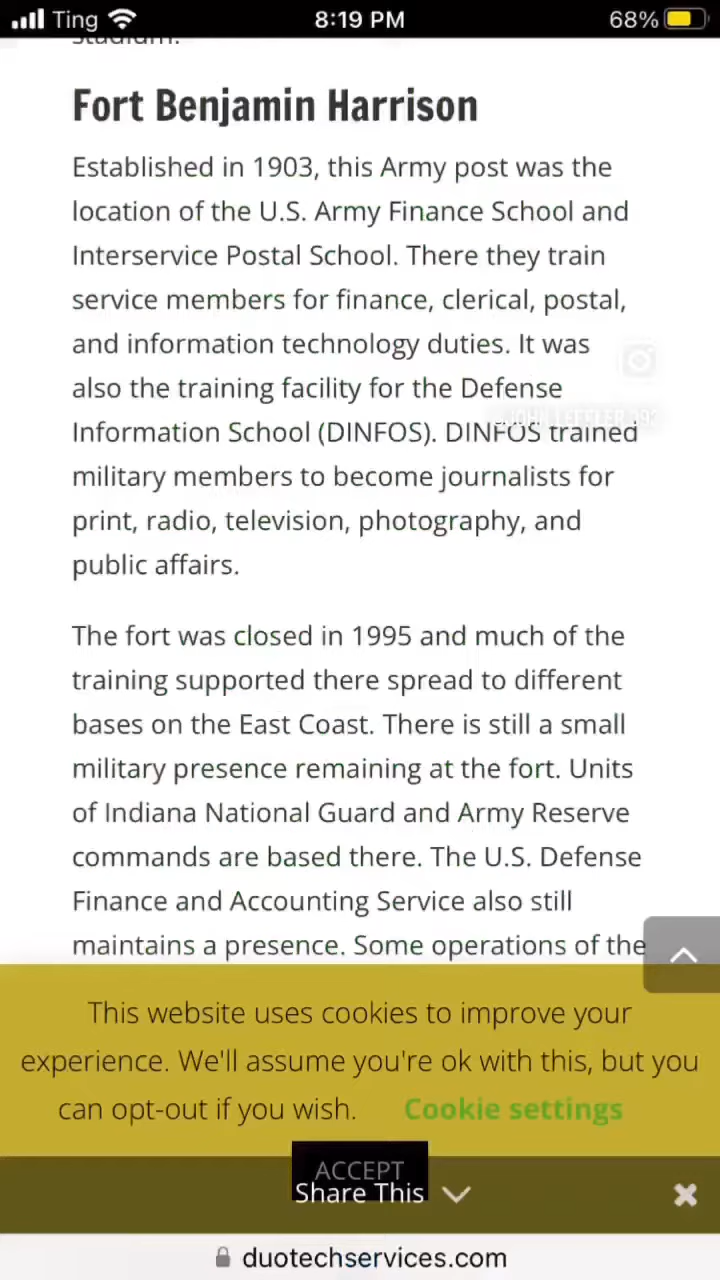 Ting
8:19 PM
68%
stadium.
Fort Benjamin Harrison
Established in 1903, this Army post was the
location of the U.S. Army Finance School and
Interservice Postal School. There they train
service members for finance, clerical, postal,
and information technology duties. It was
also the training facility for the Defense
Information School (DINFOS). DINFOS trained
military members to become journalists for
print, radio, television, photography, and
public affairs.
The fort was closed in 1995 and much of the
training supported there spread to different
bases on the East Coast. There is still a small
military presence remaining at the fort. Units
of Indiana National Guard and Army Reserve
commands are based there. The U.S. Defense
Finance and Accounting Service also still
maintains a presence. Some operations of the
This website uses cookies to improve your
experience. We'll assume you're ok with this, but you
can opt-out if you wish. Cookie settings
ACCEPT
Share This
duotechservices.com